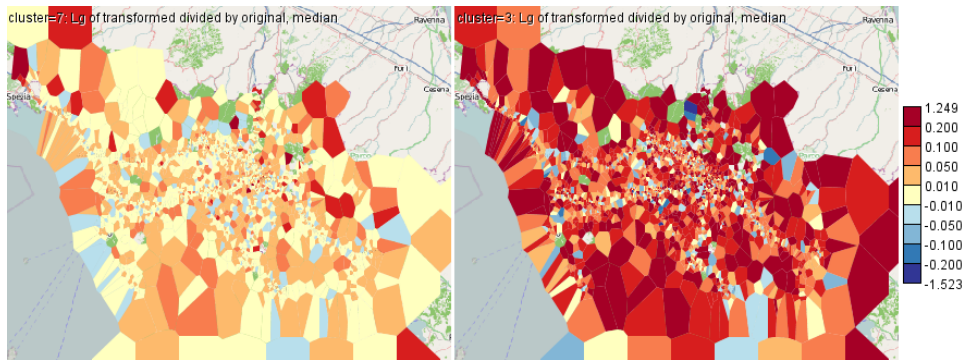 cluster=7: Lg of transformed divided by original, median
Ravenna
Forlì
Cesena
Spezia
cluster=3: Lg of transformed divided by original, median
Ravenna
Forlì
Cesena
Spezia
1.249
0.200
0.100
0.050
0.010
-0.010
-0.050
-0.100
-0.200
-1.523